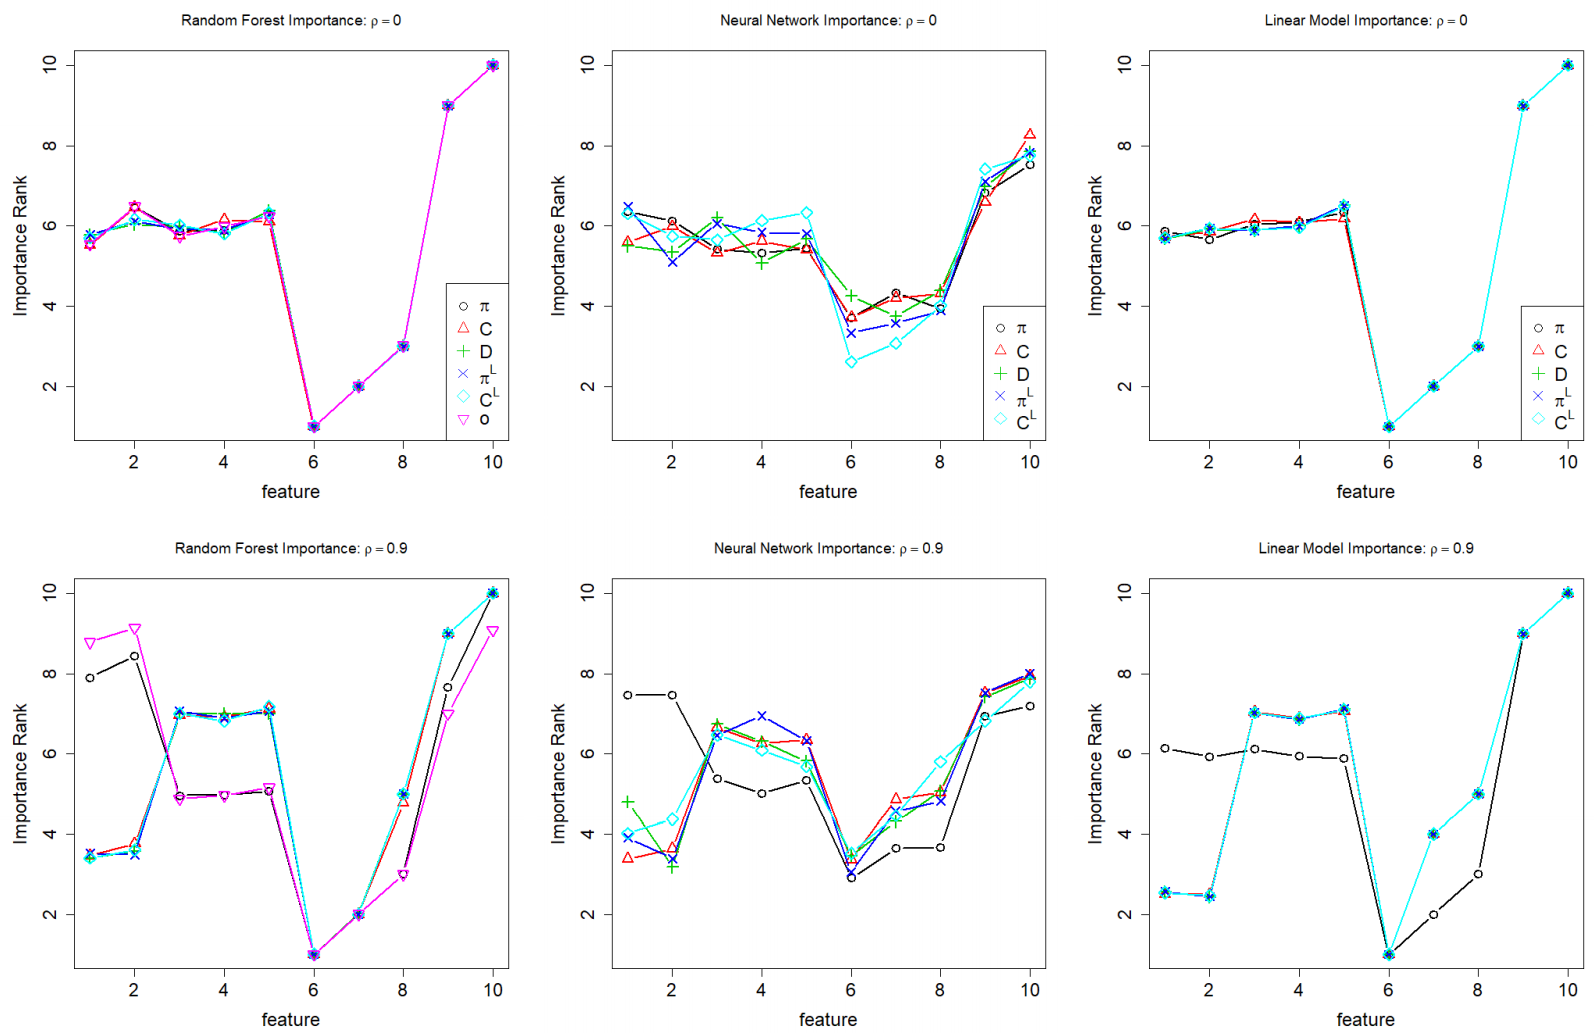 Random Forest Importance: ρ = 0
Importance Rank
10
8
6
4
2
2 4 6 8 10
feature
π
C
D
π^L
C^L
o
Neural Network Importance: ρ = 0
Importance Rank
10
8
6
4
2
2 4 6 8 10
feature
π
C
D
π^L
C^L
Linear Model Importance: ρ = 0
Importance Rank
10
8
6
4
2
2 4 6 8 10
feature
π
C
D
π^L
C^L
Random Forest Importance: ρ = 0.9
Importance Rank
10
8
6
4
2
2 4 6 8 10
feature
Neural Network Importance: ρ = 0.9
Importance Rank
10
8
6
4
2
2 4 6 8 10
feature
Linear Model Importance: ρ = 0.9
Importance Rank
10
8
6
4
2
2 4 6 8 10
feature